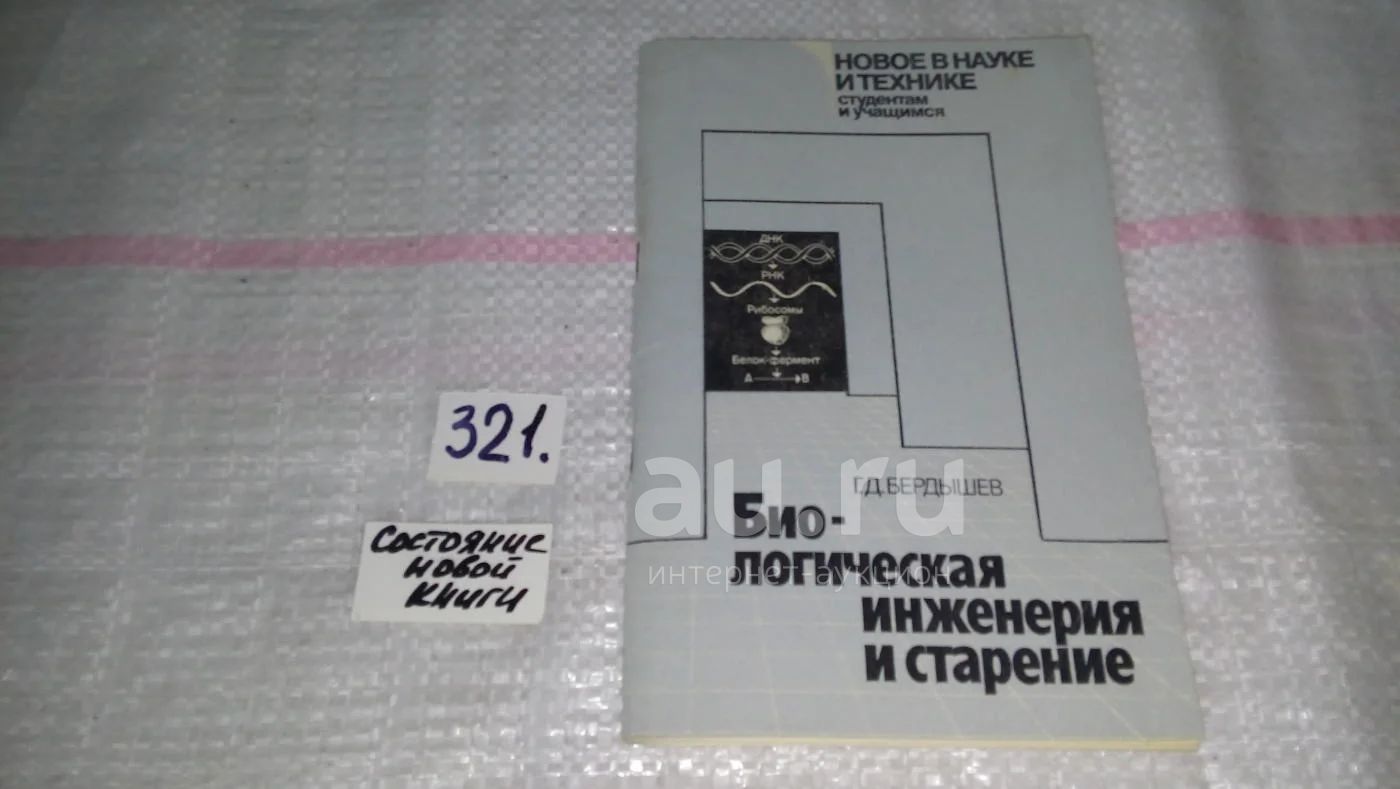 НОВОЕ В НАУКЕ
И ТЕХНИКЕ
студентам
и учащимся
ДНК
РНК
Рибосомы
Белок-фермент
А В
Г.Д. БЕРДЫШЕВ
Био-
логическая
инженерия
и старение
321.
Состояние
новой
книги
au.ru
интернет-аукцион